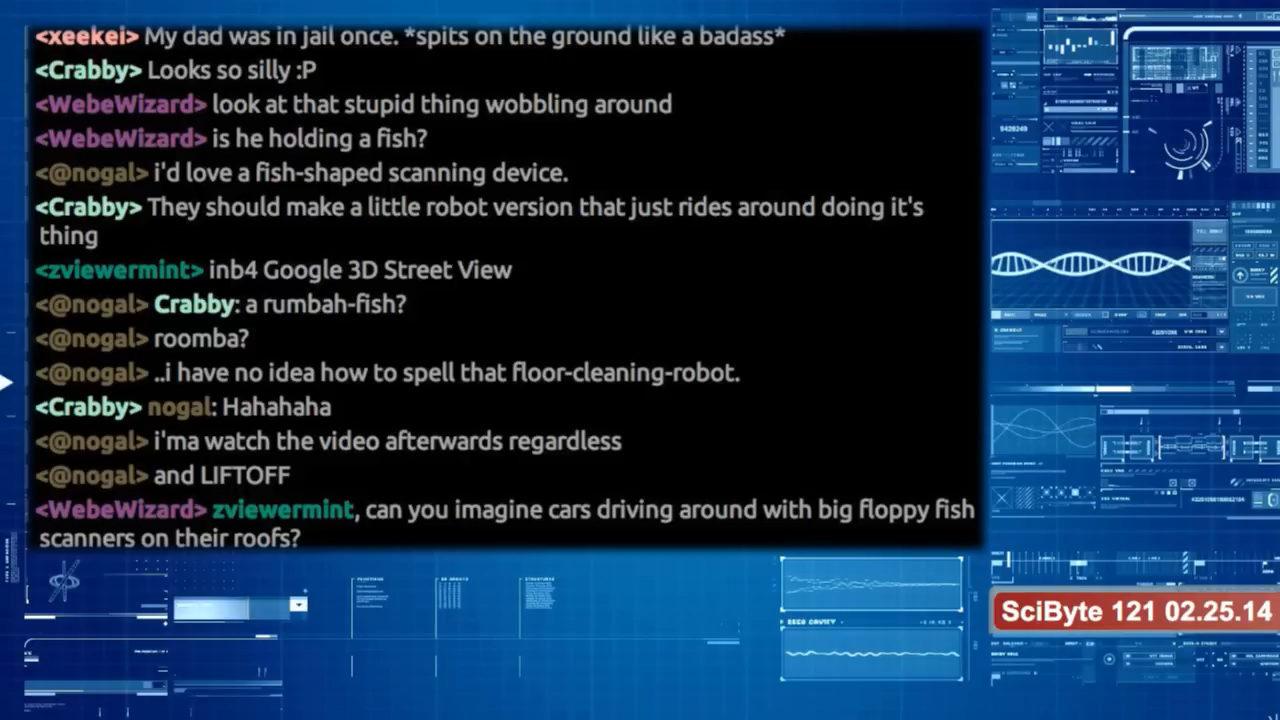 <xeekei> My dad was in jail once. *spits on the ground like a badass*
<Crabby> Looks so silly :P
<WebeWizard> look at that stupid thing wobbling around
<WebeWizard> is he holding a fish?
<@nogal> i'd love a fish-shaped scanning device.
<Crabby> They should make a little robot version that just rides around doing it's
thing
<zviewermint> inb4 Google 3D Street View
<@nogal> Crabby: a rumbah-fish?
<@nogal> roomba?
<@nogal> ..i have no idea how to spell that floor-cleaning-robot.
<Crabby> nogal: Hahahaha
<@nogal> i'ma watch the video afterwards regardless
<@nogal> and LIFTOFF
<WebeWizard> zviewermint, can you imagine cars driving around with big floppy fish
scanners on their roofs?
SciByte 121 02.25.14